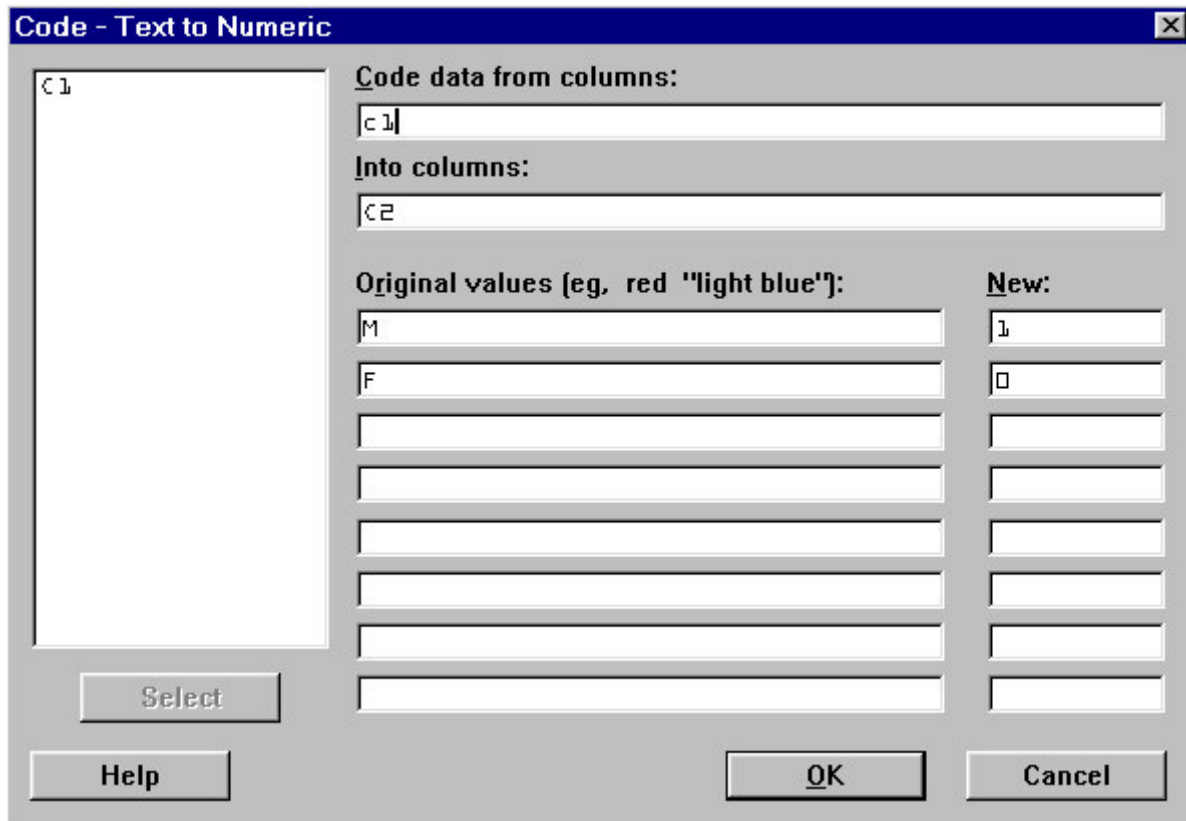 Code - Text to Numeric
C1
Code data from columns:
c1
Into columns:
C2
Original values (eg, red "light blue"):
New:
M
1
F
0
Select
Help
OK
Cancel